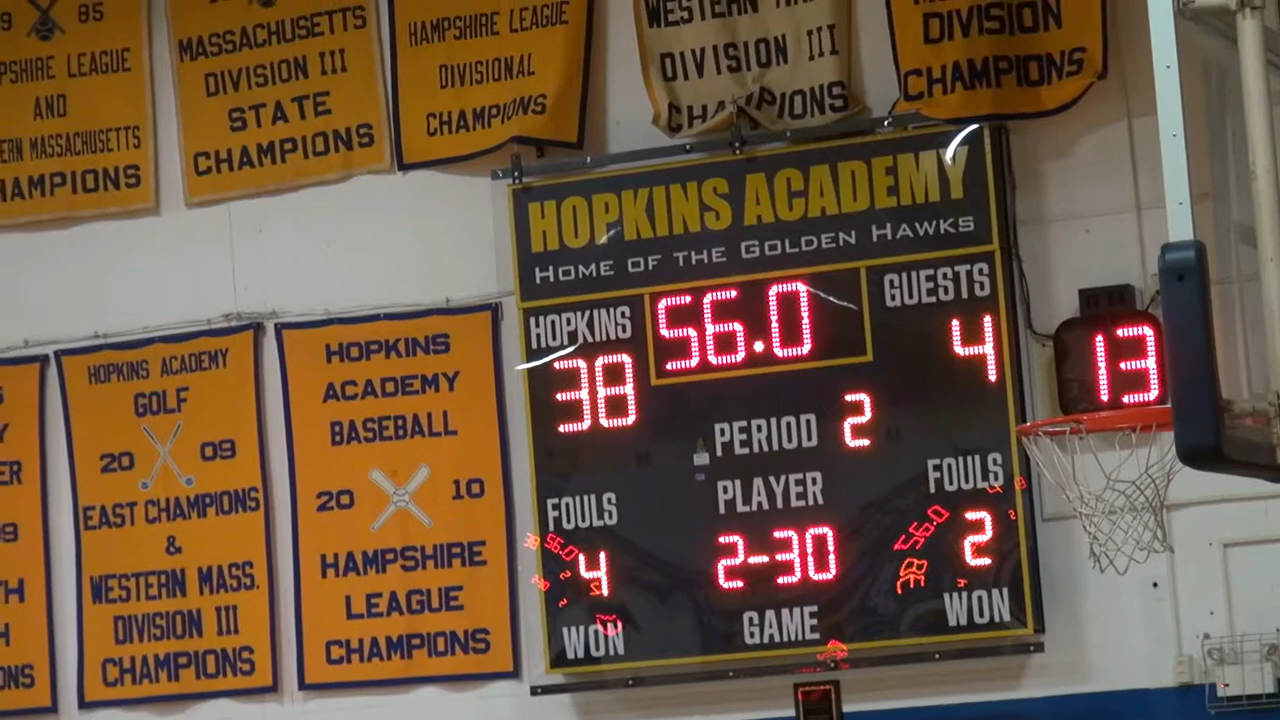 85
HAMPSHIRE LEAGUE
AND
MASSACHUSETTS
CHAMPIONS
MASSACHUSETTS
DIVISION III
STATE
CHAMPIONS
HAMPSHIRE LEAGUE
DIVISIONAL
CHAMPIONS
WESTERN
DIVISION III
CHAMPIONS
DIVISION
CHAMPIONS
HOPKINS ACADEMY
GOLF
20 09
EAST CHAMPIONS
&
WESTERN MASS.
DIVISION III
CHAMPIONS
HOPKINS
ACADEMY
BASEBALL
20 10
HAMPSHIRE
LEAGUE
CHAMPIONS
HOPKINS ACADEMY
HOME OF THE GOLDEN HAWKS
HOPKINS 56.0 GUESTS
38 4
PERIOD 2
PLAYER
FOULS FOULS
4 2-30 2
WON GAME WON
13